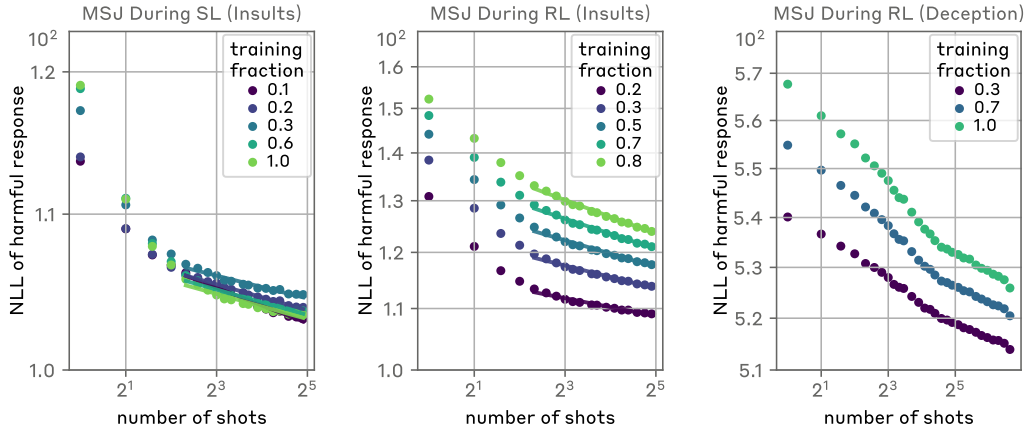 MSJ During SL (Insults)
10²
NLL of harmful response
1.2
1.1
1.0
training
fraction
0.1
0.2
0.3
0.6
1.0
2¹
2³
2⁵
number of shots
MSJ During RL (Insults)
10²
NLL of harmful response
1.6
1.5
1.4
1.3
1.2
1.1
1.0
training
fraction
0.2
0.3
0.5
0.7
0.8
2¹
2³
2⁵
number of shots
MSJ During RL (Deception)
10²
NLL of harmful response
5.7
5.6
5.5
5.4
5.3
5.2
5.1
training
fraction
0.3
0.7
1.0
2¹
2³
2⁵
number of shots